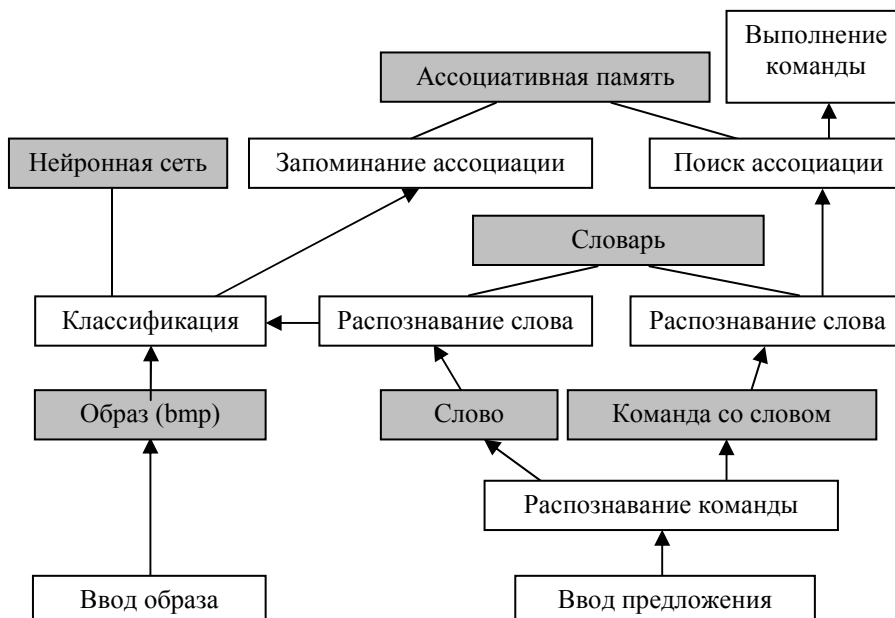 Выполнение
команды
Ассоциативная память
Нейронная сеть
Запоминание ассоциации
Поиск ассоциации
Словарь
Классификация
Распознавание слова
Распознавание слова
Образ (bmp)
Слово
Команда со словом
Распознавание команды
Ввод образа
Ввод предложения